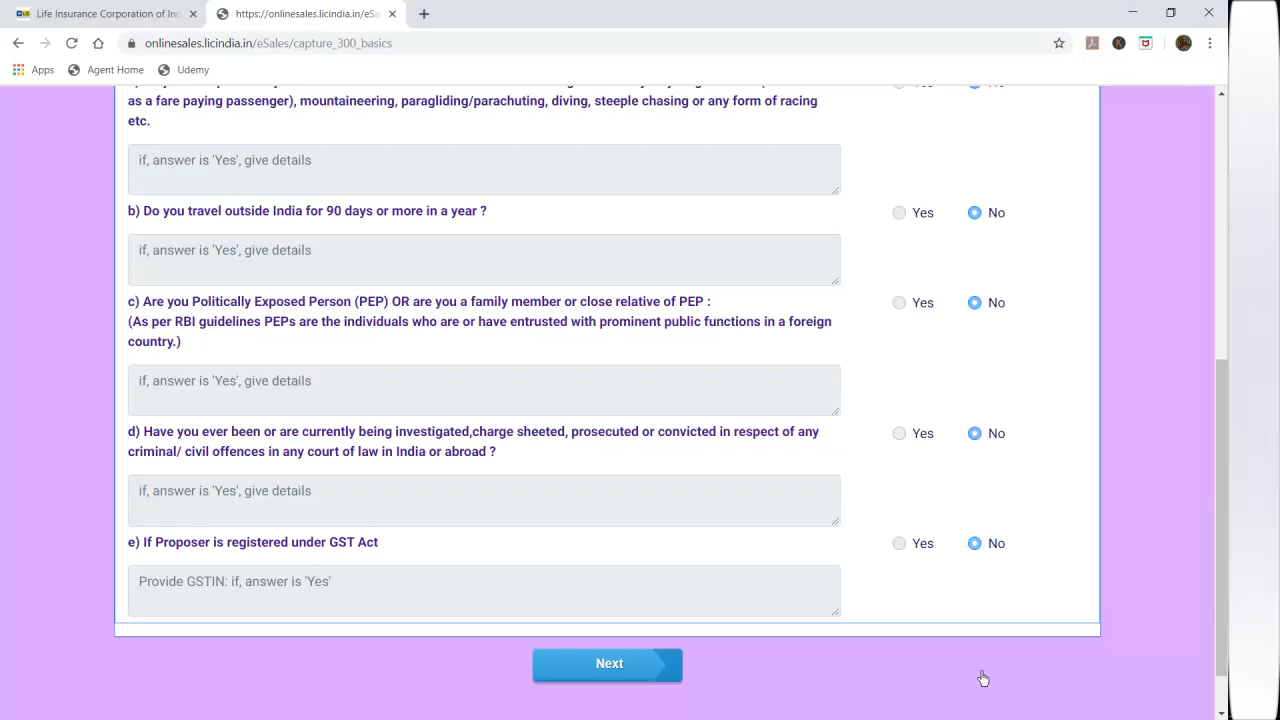 Life Insurance Corporation of Ind
https://onlinesales.licindia.in/eSa
onlinesales.licindia.in/eSales/capture_300_basics
Apps
Agent Home
Udemy
as a fare paying passenger), mountaineering, paragliding/parachuting, diving, steeple chasing or any form of racing
etc.
if, answer is 'Yes', give details
b) Do you travel outside India for 90 days or more in a year ?
Yes No
if, answer is 'Yes', give details
c) Are you Politically Exposed Person (PEP) OR are you a family member or close relative of PEP :
Yes No
(As per RBI guidelines PEPs are the individuals who are or have entrusted with prominent public functions in a foreign
country.)
if, answer is 'Yes', give details
d) Have you ever been or are currently being investigated,charge sheeted, prosecuted or convicted in respect of any
Yes No
criminal/ civil offences in any court of law in India or abroad ?
if, answer is 'Yes', give details
e) If Proposer is registered under GST Act
Yes No
Provide GSTIN: if, answer is 'Yes'
Next